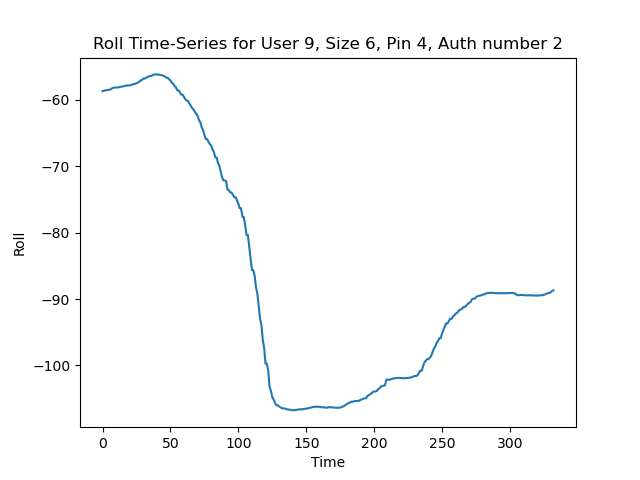 Roll Time-Series for User 9, Size 6, Pin 4, Auth number 2
−60
−70
−80
−90
−100
Roll
0 50 100 150 200 250 300
Time